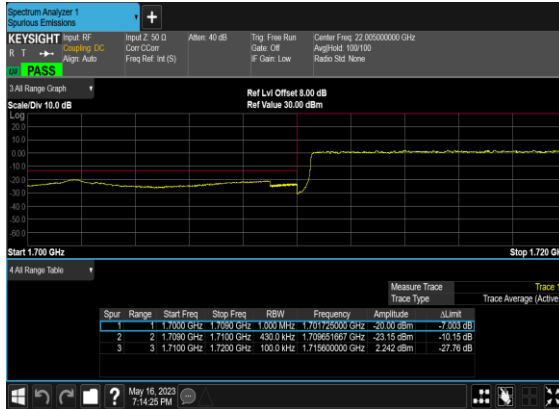 Spectrum Analyzer 1
Spurious Emissions
+
KEYSIGHT Input: RF Input Z: 50 Ω Atten: 40 dB Trig: Free Run Center Freq: 22.005000000 GHz
R T Coupling: DC Corr CCorr Gate: Off Avg|Hold: 100/100
Align: Auto Freq Ref: Int (S) IF Gain: Low Radio Std: None
PASS
3 All Range Graph Ref Lvl Offset 8.00 dB
Scale/Div 10.0 dB Ref Value 30.00 dBm
Log
20.0
10.0
0.00
-10.0
-20.0
-30.0
-40.0
-50.0
-60.0
Start 1.700 GHz Stop 1.720 GH
4 All Range Table
Measure Trace Trace 1
Trace Type Trace Average (Active
Spur Range Start Freq Stop Freq RBW Frequency Amplitude ΔLimit
1 1 1.7000 GHz 1.7090 GHz 1.000 MHz 1.701725000 GHz -20.00 dBm -7.003 dB
2 2 1.7090 GHz 1.7100 GHz 430.0 kHz 1.709651667 GHz -23.15 dBm -10.15 dB
3 3 1.7100 GHz 1.7200 GHz 100.0 kHz 1.715600000 GHz 2.242 dBm -27.76 dB
? May 16, 2023
7:14:25 PM